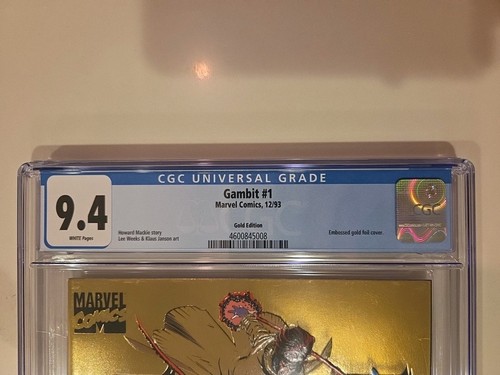 CGC UNIVERSAL GRADE
9.4
WHITE Pages
Gambit #1
Marvel Comics, 12/93
Gold Edition
Howard Mackie story
Lee Weeks & Klaus Janson art
Embossed gold foil cover.
4600845008
CGC
MARVEL
COMICS